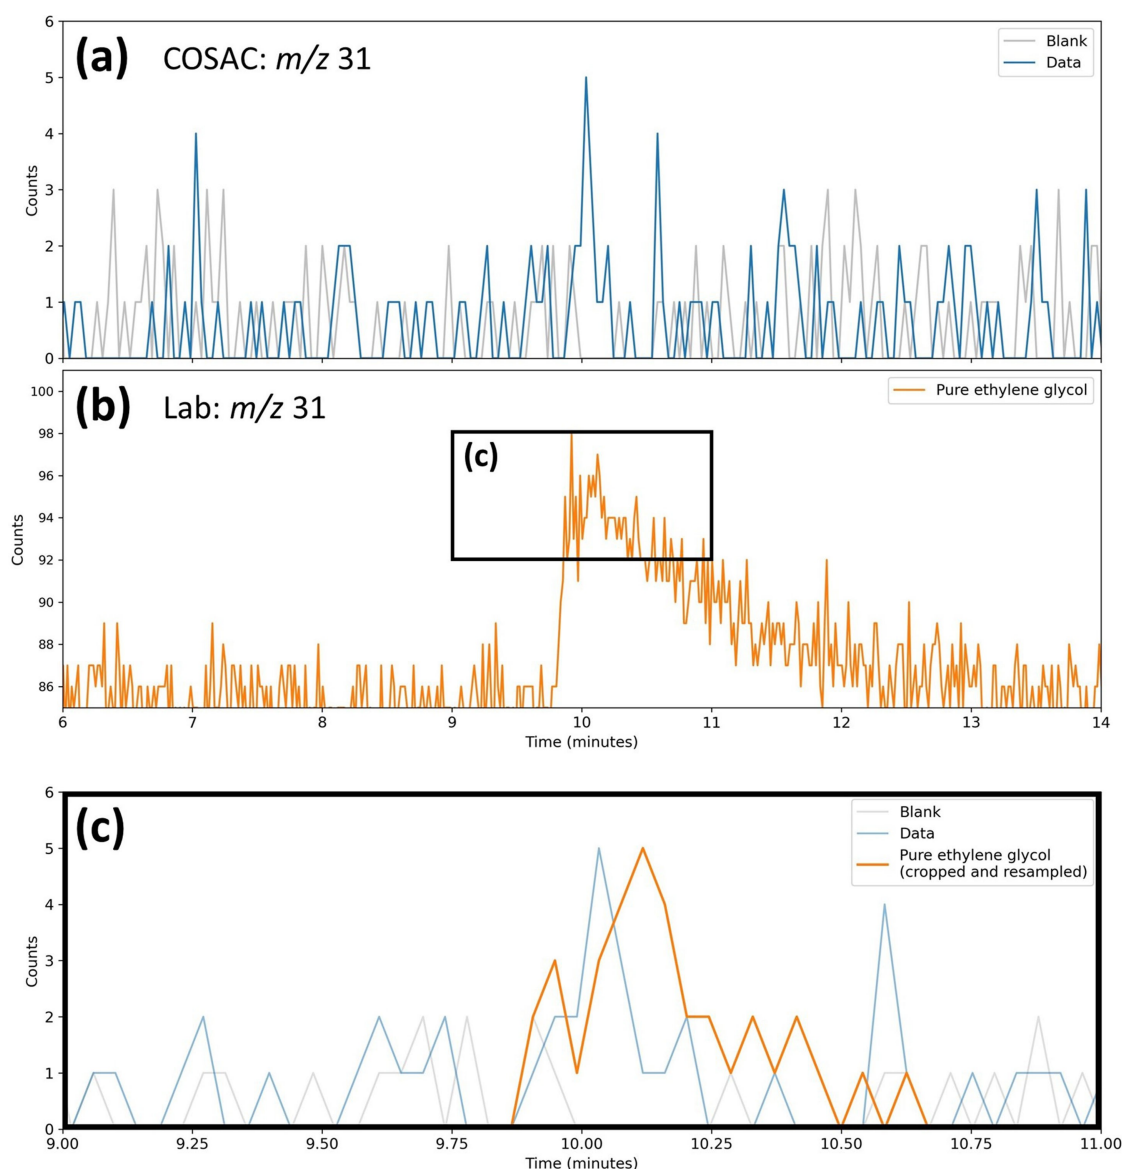 6
(a) COSAC: m/z 31
Blank
Data
5
4
3
2
1
0
Counts
6 7 8 9 10 11 12 13 14
(b) Lab: m/z 31
Pure ethylene glycol
(c)
100
98
96
94
92
90
88
86
Counts
Time (minutes)
(c)
Blank
Data
Pure ethylene glycol
(cropped and resampled)
6
5
4
3
2
1
0
Counts
9.00 9.25 9.50 9.75 10.00 10.25 10.50 10.75 11.00
Time (minutes)